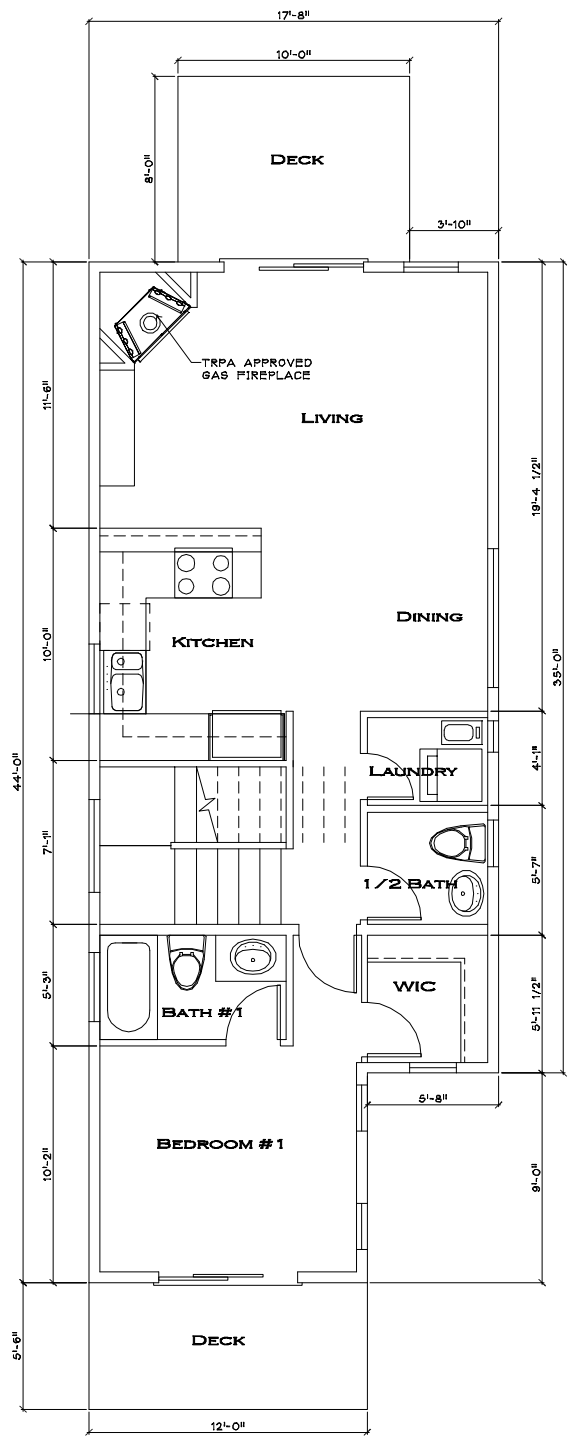 17'-8"
10'-0"
8'-0"
DECK
3'-10"
TRPA APPROVED
GAS FIREPLACE
11'-6"
LIVING
19'-4 1/2"
DINING
KITCHEN
10'-0"
35'-0"
44'-0"
LAUNDRY
4'-1"
7'-1"
1/2 BATH
5'-7"
5'-3"
WIC
BATH #1
5'-11 1/2"
5'-8"
BEDROOM #1
10'-2"
9'-0"
DECK
5'-6"
12'-0"